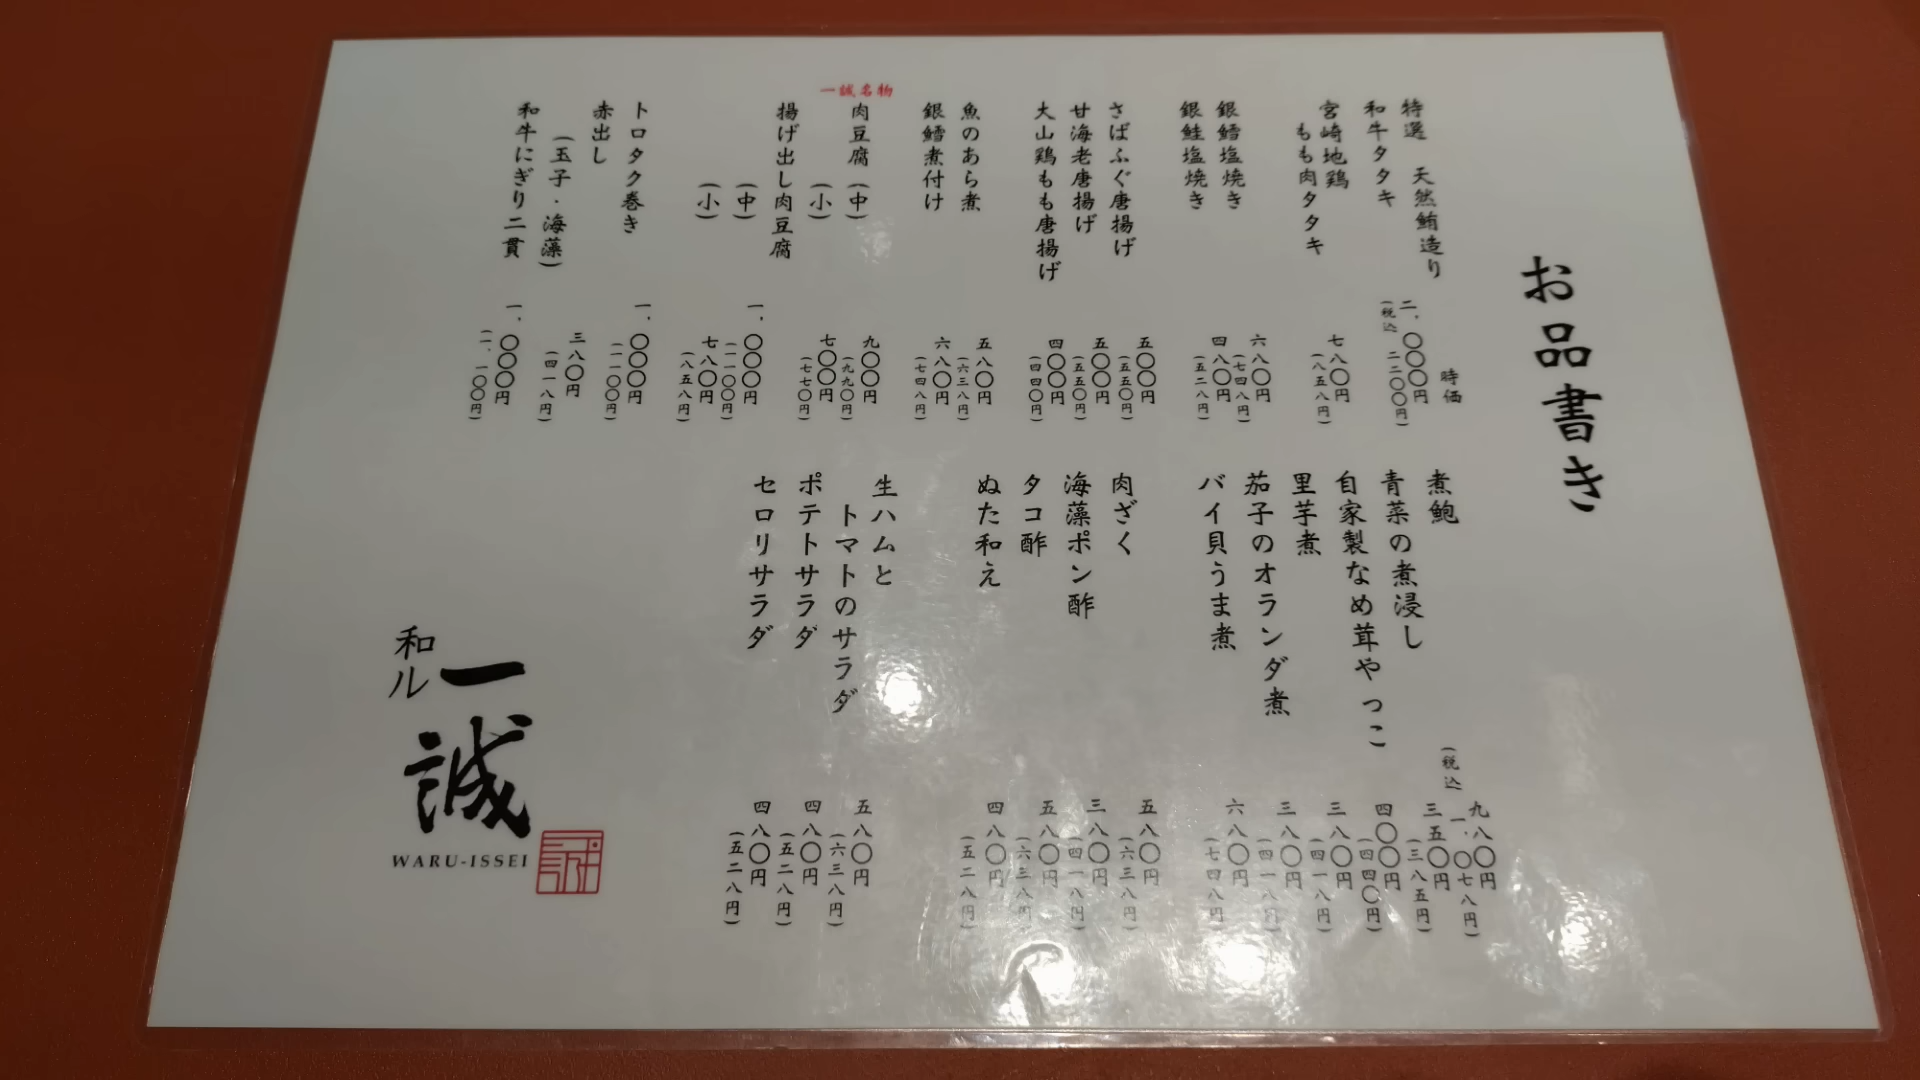 お品書き
特選 天然鮪造り 時価
和牛タタキ 二、〇〇〇円
(税込 二二〇〇円)
宮崎地鶏
もも肉タタキ 七八〇円
(八五八円)
銀鱈塩焼き 六八〇円
(七四八円)
銀鮭塩焼き 四八〇円
(五二八円)
さばふぐ唐揚げ 五〇〇円
(五五〇円)
甘海老唐揚げ 五〇〇円
(五五〇円)
大山鶏もも唐揚げ 四〇〇円
(四四〇円)
魚のあら煮 五八〇円
(六三八円)
銀鱈煮付け 六八〇円
(七四八円)
一誠名物
肉豆腐 (中) 九〇〇円
(九九〇円)
(小) 七〇〇円
(七七〇円)
揚げ出し肉豆腐
(中) 一、〇〇〇円
(一一〇〇円)
(小) 七八〇円
(八五八円)
トロタク巻き 一、〇〇〇円
(一一〇〇円)
赤出し
(玉子・海藻) 三八〇円
(四一八円)
和牛にぎり二貫 一、〇〇〇円
(一、一〇〇円)
煮鮑 九八〇円
(税込 一、〇七八円)
青菜の煮浸し 三五〇円
(三八五円)
自家製なめ茸やっこ 四〇〇円
(四四〇円)
里芋煮 三八〇円
(四一八円)
茄子のオランダ煮 三八〇円
(四一八円)
バイ貝うま煮 六八〇円
(七四八円)
肉ざく 五八〇円
(六三八円)
海藻ポン酢 三八〇円
(四一八円)
タコ酢 五八〇円
(六三八円)
ぬた和え 四八〇円
(五二八円)
生ハムと
トマトのサラダ 五八〇円
(六三八円)
ポテトサラダ 四八〇円
(五二八円)
セロリサラダ 四八〇円
(五二八円)
和ル
一誠
WARU-ISSEI